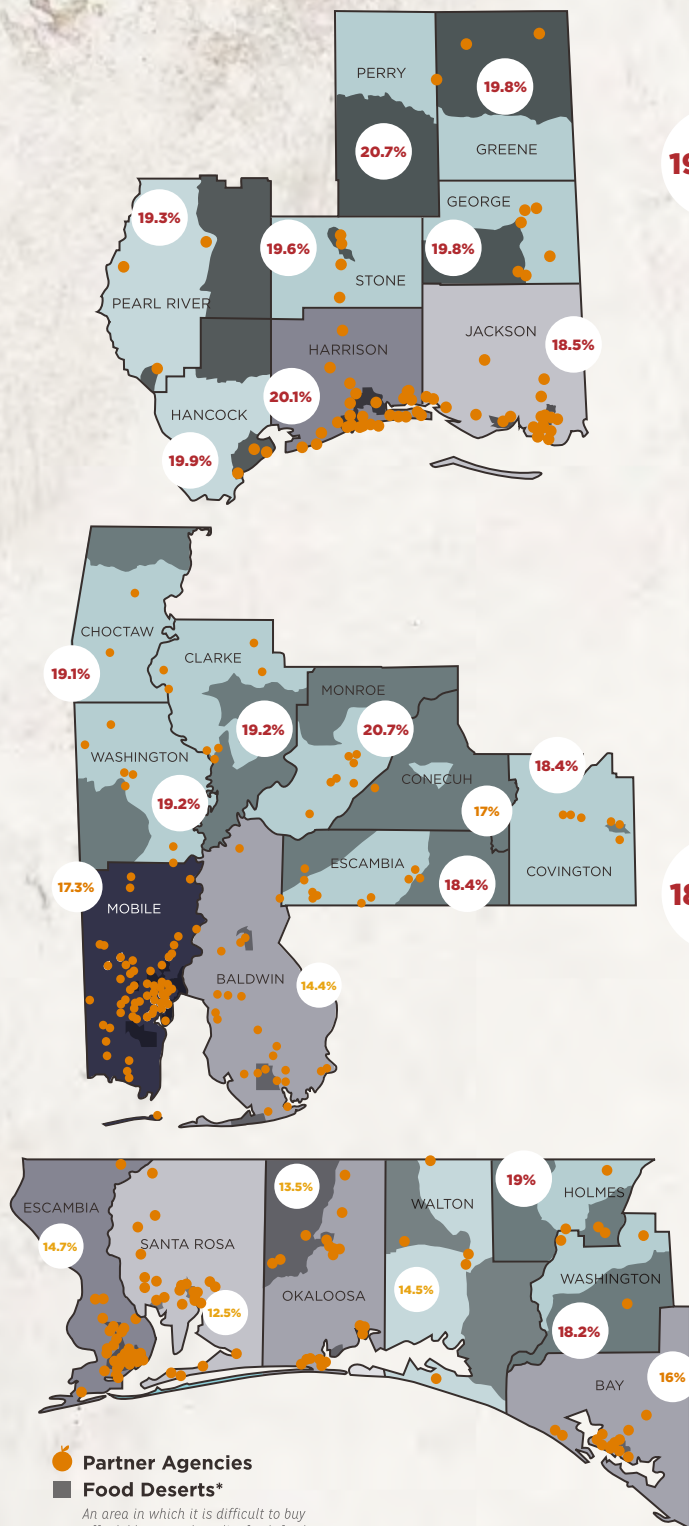 PERRY
19.8%
20.7%
GREENE
19
GEORGE
19.3%
19.6%
19.8%
STONE
PEARL RIVER
JACKSON
18.5%
HARRISON
20.1%
HANCOCK
19.9%
CHOCTAW
19.1%
CLARKE
MONROE
19.2%
20.7%
WASHINGTON
19.2%
CONECUH
18.4%
17%
ESCAMBIA
18.4%
COVINGTON
17.3%
MOBILE
18
BALDWIN
14.4%
ESCAMBIA
14.7%
SANTA ROSA
12.5%
13.5%
OKALOOSA
WALTON
14.5%
19%
HOLMES
WASHINGTON
18.2%
BAY
16%
Partner Agencies
Food Deserts*
An area in which it is difficult to buy